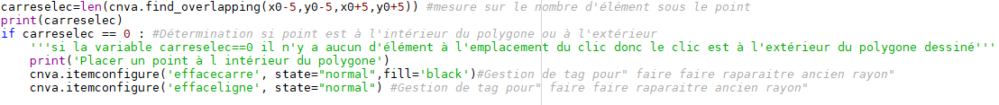 carreselec=len(cnva.find_overlapping(x0-5,y0-5,x0+5,y0+5)) #mesure sur le nombre d'élément sous le point
print(carreselec)
if carreselec == 0 : #Détermination si point est à l'intérieur du polygone ou à l'extérieur
    '''si la variable carreselec==0 il n'y a aucun d'élément à l'emplacement du clic donc le clic est à l'extérieur du polygone dessiné'''
    print('Placer un point à l intérieur du polygone')
    cnva.itemconfigure('effacecarre', state="normal",fill='black')#Gestion de tag pour" faire faire raparaitre ancien rayon"
    cnva.itemconfigure('effaceligne', state="normal") #Gestion de tag pour" faire faire raparaitre ancien rayon"